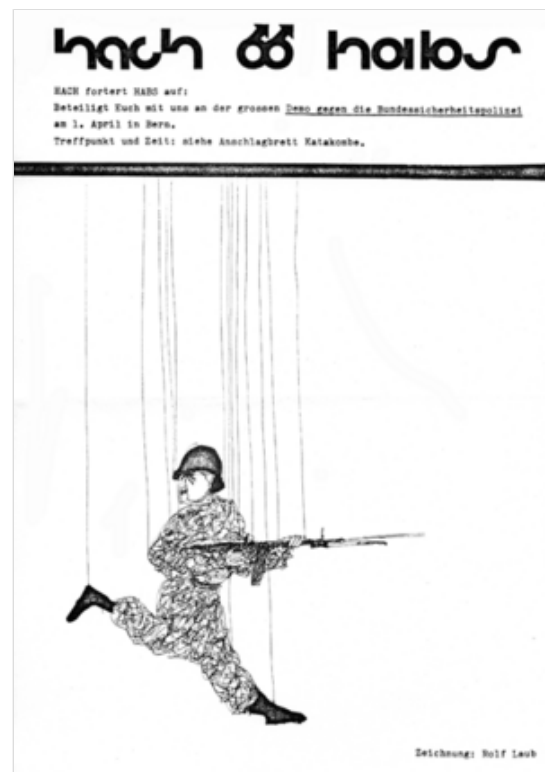 hach habs
HACH fortert HABS auf:
Beteiligt Euch mit uns an der grossen Demo gegen die Bundessicherheitspolizei
am 1. April in Bern.
Treffpunkt und Zeit: siehe Anschlagbrett Katakombe.
Zeichnung: Rolf Laub